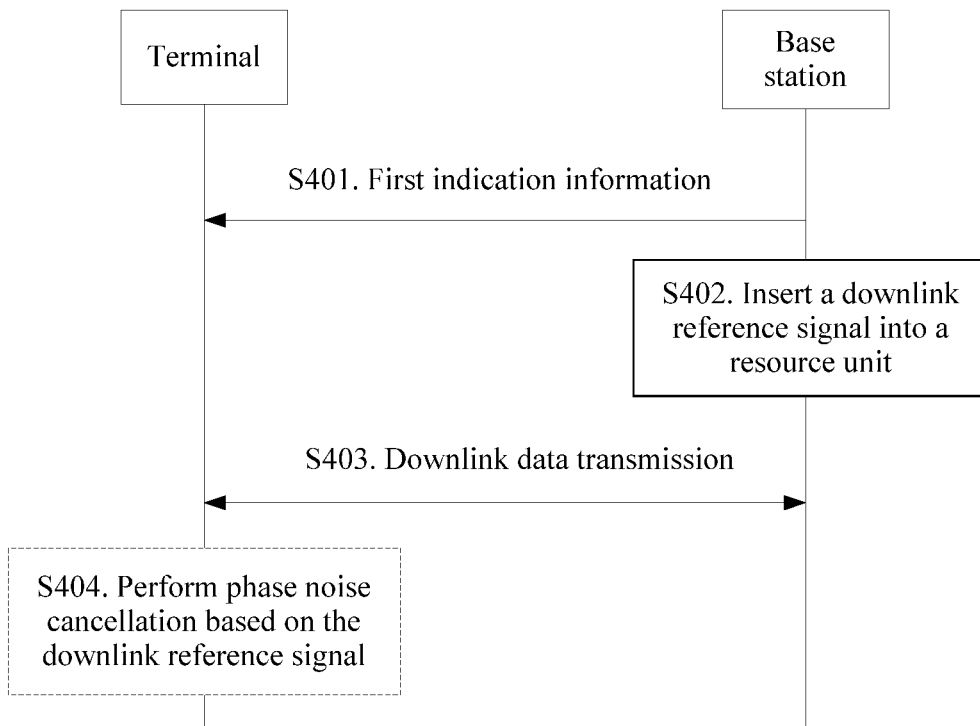 Terminal
Base
station
S401. First indication information
S402. Insert a downlink
reference signal into a
resource unit
S403. Downlink data transmission
S404. Perform phase noise
cancellation based on the
downlink reference signal